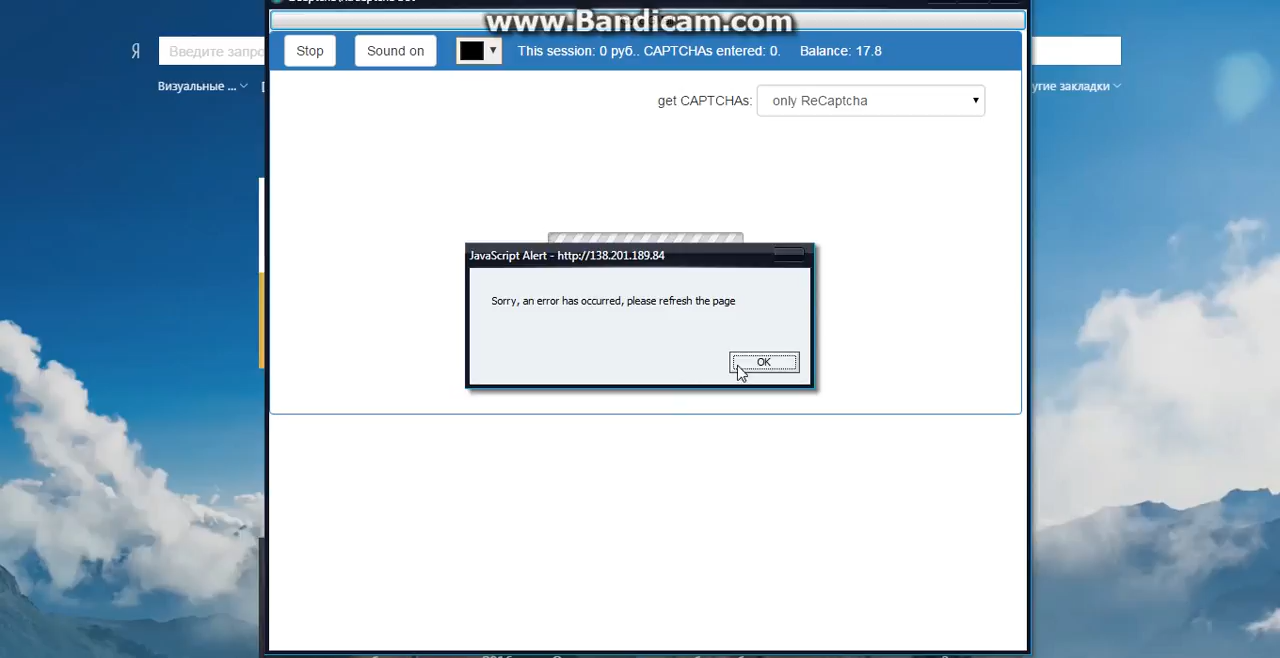 www.Bandicam.com
Я
Введите запро
Stop
Sound on
This session: 0 руб.. CAPTCHAs entered: 0.
Balance: 17.8
Визуальные ...
get CAPTCHAs:
only ReCaptcha
JavaScript Alert - http://138.201.189.84
Sorry, an error has occurred, please refresh the page
OK